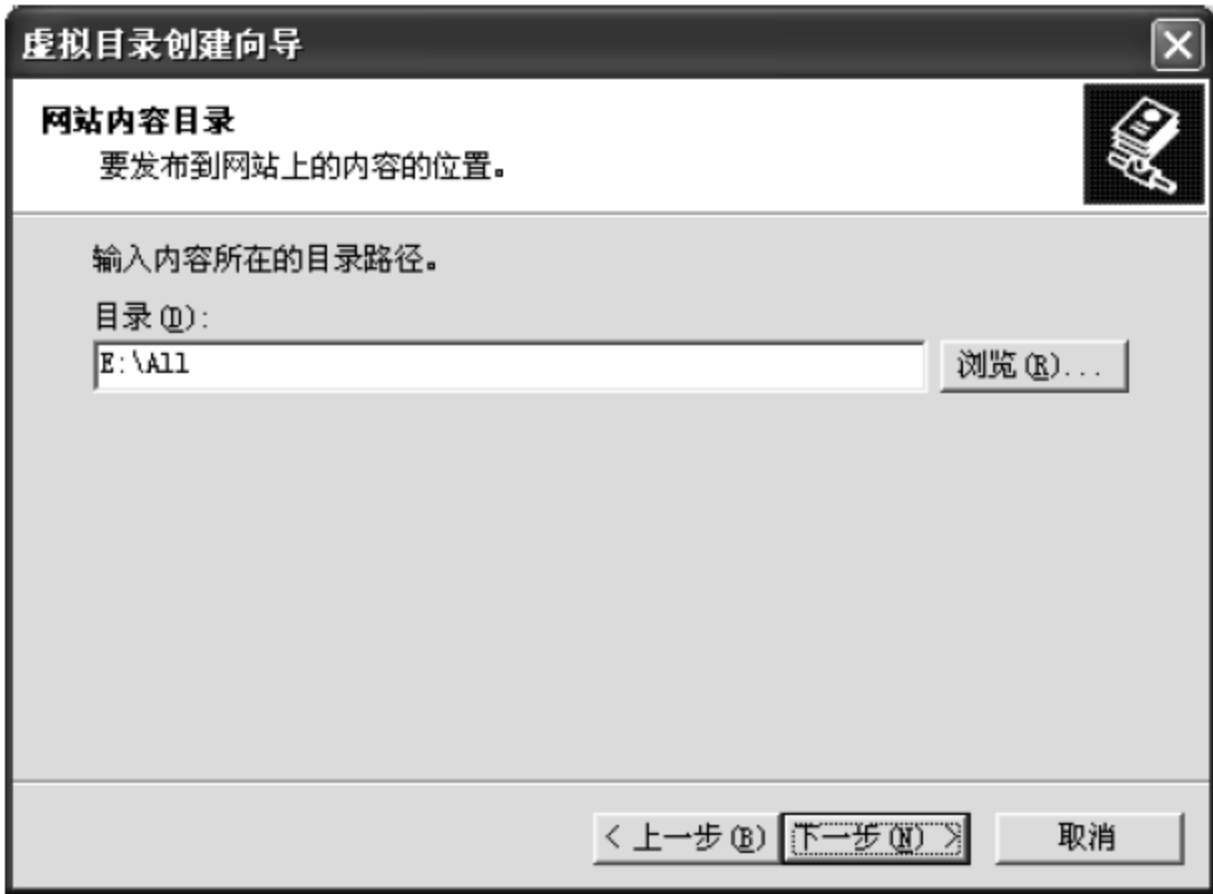 虚拟目录创建向导
网站内容目录
要发布到网站上的内容的位置。
输入内容所在的目录路径。
目录(D):
E:\All
浏览(R)...
< 上一步(B)
下一步(N) >
取消